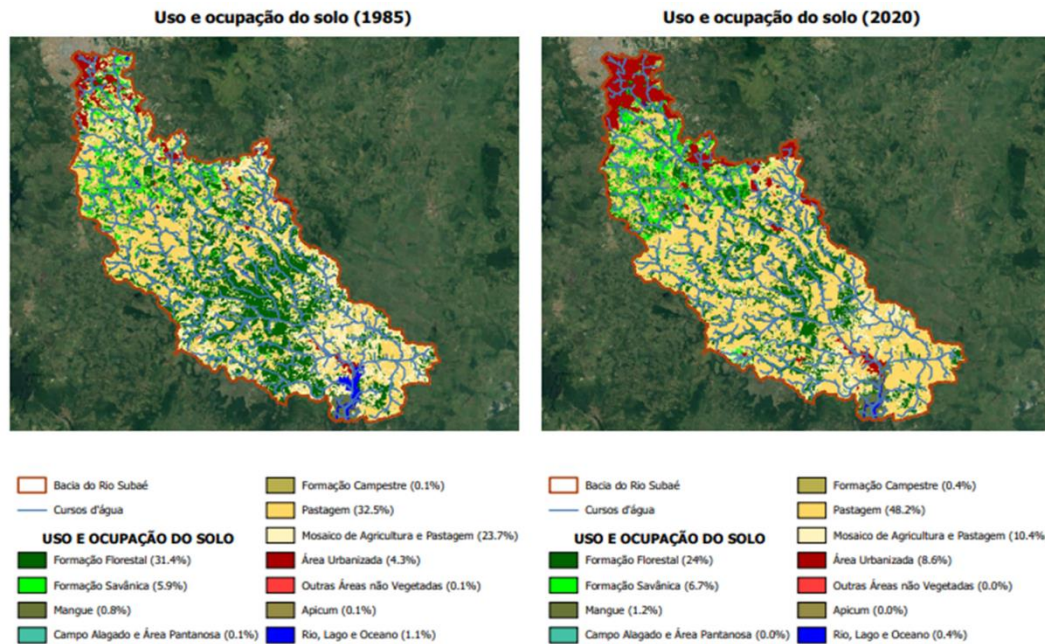 Uso e ocupação do solo (1985)
Bacia do Rio Subaé
Cursos d'água
USO E OCUPAÇÃO DO SOLO
Formação Florestal (31.4%)
Formação Savânica (5.9%)
Mangue (0.8%)
Campo Alagado e Área Pantanosa (0.1%)
Formação Campestre (0.1%)
Pastagem (32.5%)
Mosaico de Agricultura e Pastagem (23.7%)
Área Urbanizada (4.3%)
Outras Áreas não Vegetadas (0.1%)
Apicum (0.1%)
Rio, Lago e Oceano (1.1%)
Uso e ocupação do solo (2020)
Bacia do Rio Subaé
Cursos d'água
USO E OCUPAÇÃO DO SOLO
Formação Florestal (24%)
Formação Savânica (6.7%)
Mangue (1.2%)
Campo Alagado e Área Pantanosa (0.0%)
Formação Campestre (0.4%)
Pastagem (48.2%)
Mosaico de Agricultura e Pastagem (10.4%)
Área Urbanizada (8.6%)
Outras Áreas não Vegetadas (0.0%)
Apicum (0.0%)
Rio, Lago e Oceano (0.4%)